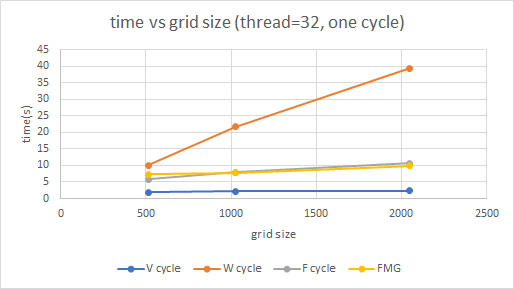 time vs grid size (thread=32, one cycle)
45
40
35
30
25
20
15
10
5
0
time(s)
0 500 1000 1500 2000 2500
grid size
V cycle W cycle F cycle FMG